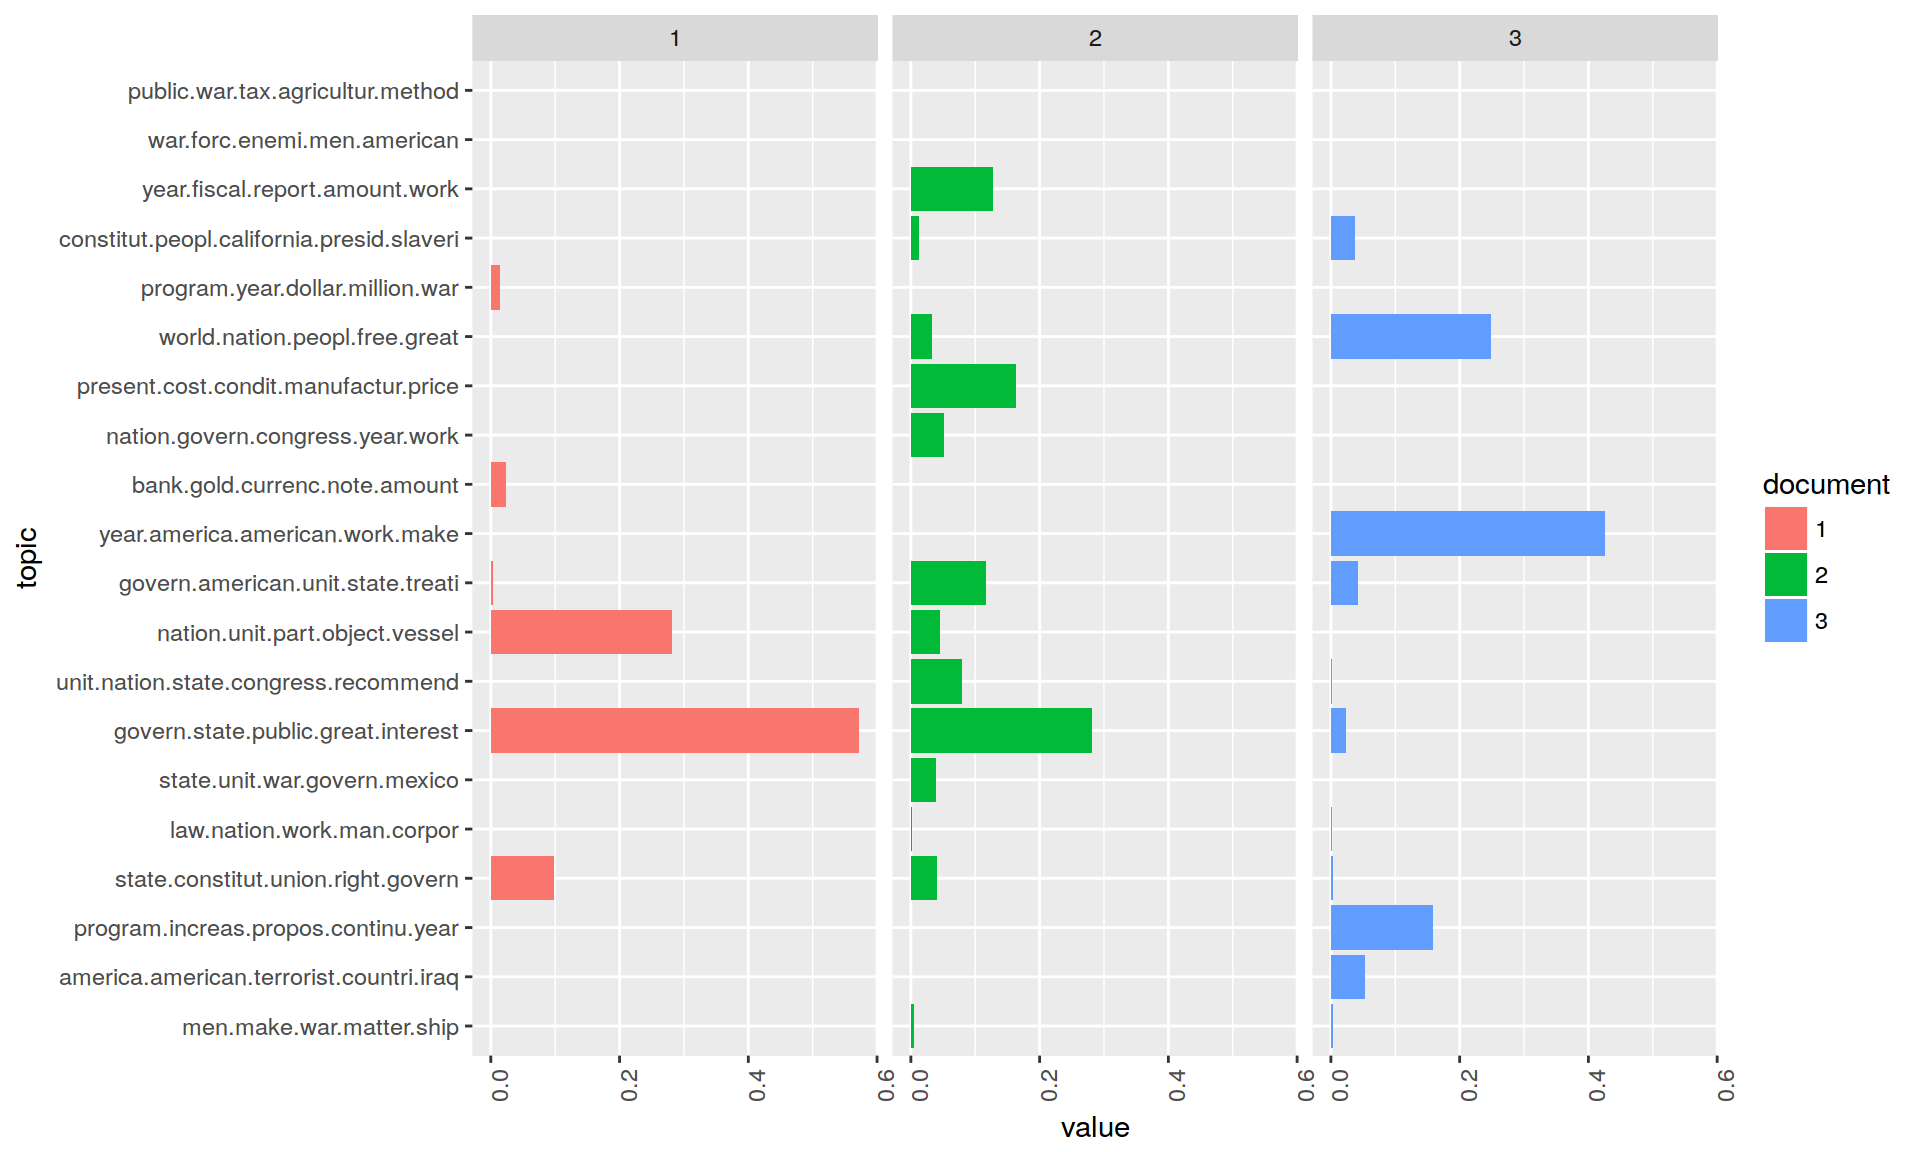 1 2 3
public.war.tax.agricultur.method
war.forc.enemi.men.american
year.fiscal.report.amount.work
constitut.peopl.california.presid.slaveri
program.year.dollar.million.war
world.nation.peopl.free.great
present.cost.condit.manufactur.price
nation.govern.congress.year.work
bank.gold.currenc.note.amount
year.america.american.work.make
govern.american.unit.state.treati
nation.unit.part.object.vessel
unit.nation.state.congress.recommend
govern.state.public.great.interest
state.unit.war.govern.mexico
law.nation.work.man.corpor
state.constitut.union.right.govern
program.increas.propos.continu.year
america.american.terrorist.countri.iraq
men.make.war.matter.ship
topic
0.0 0.2 0.4 0.6 0.0 0.2 0.4 0.6 0.0 0.2 0.4 0.6
value
document
1
2
3